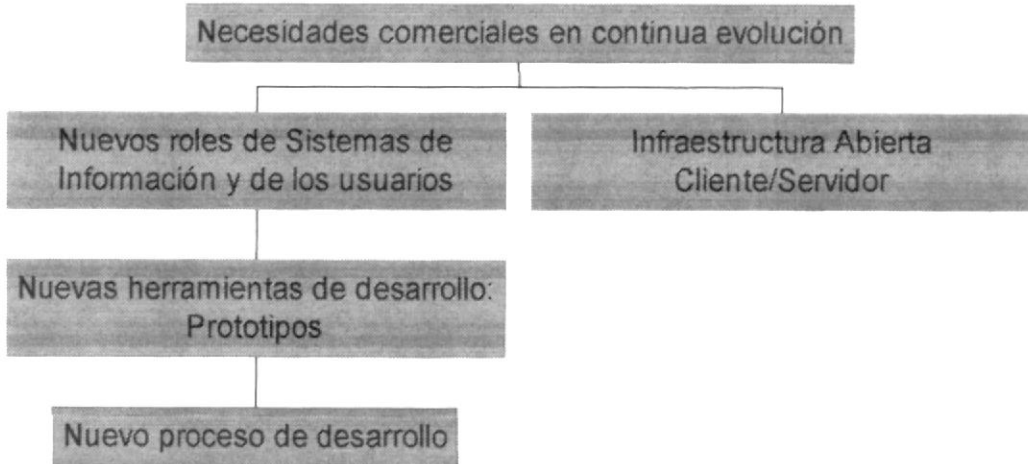 Necesidades comerciales en continua evolución
Nuevos roles de Sistemas de
Información y de los usuarios
Infraestructura Abierta
Cliente/Servidor
Nuevas herramientas de desarrollo:
Prototipos
Nuevo proceso de desarrollo